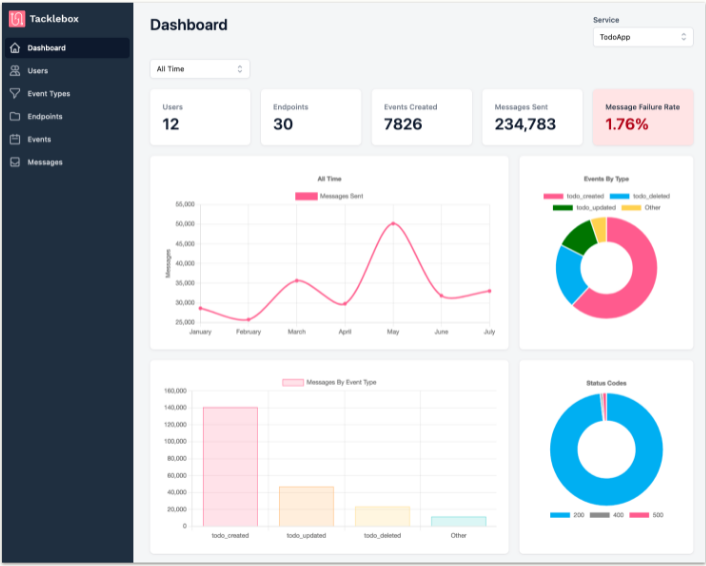 Tacklebox
Dashboard
Users
Event Types
Endpoints
Events
Messages
Dashboard
Service
TodoApp
All Time
Users
12
Endpoints
30
Events Created
7826
Messages Sent
234,783
Message Failure Rate
1.76%
All Time
Messages Sent
Messages
55,000
50,000
45,000
40,000
35,000
30,000
25,000
January February March April May June July
Events By Type
todo_created todo_deleted
todo_updated Other
Messages By Event Type
160,000
140,000
120,000
100,000
80,000
60,000
40,000
20,000
0
todo_created todo_updated todo_deleted Other
Status Codes
200 400 500